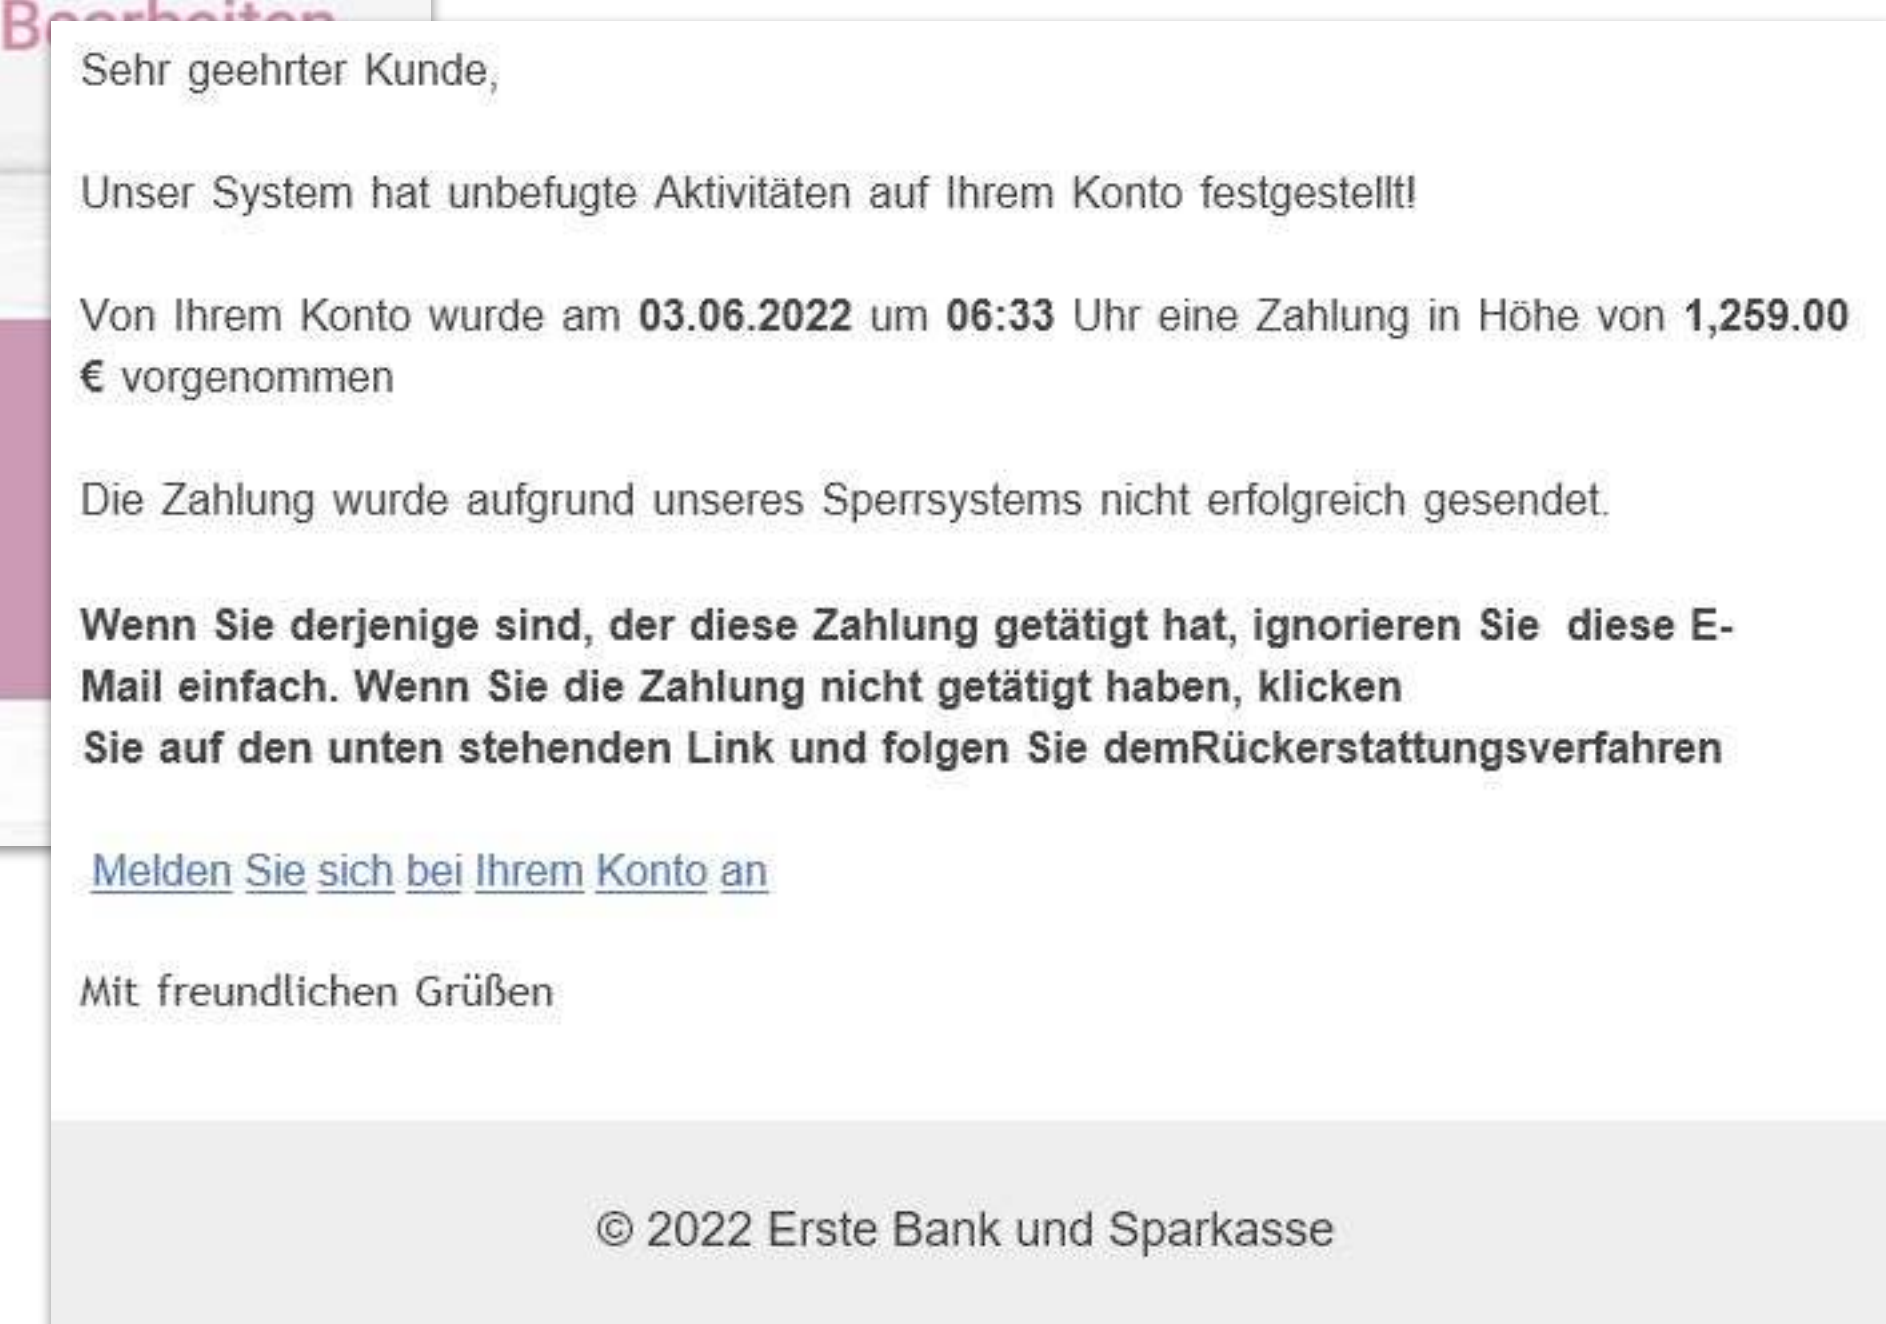 Bearbeiten
Sehr geehrter Kunde,
Unser System hat unbefugte Aktivitäten auf Ihrem Konto festgestellt!
Von Ihrem Konto wurde am 03.06.2022 um 06:33 Uhr eine Zahlung in Höhe von 1,259.00
€ vorgenommen
Die Zahlung wurde aufgrund unseres Sperrsystems nicht erfolgreich gesendet.
Wenn Sie derjenige sind, der diese Zahlung getätigt hat, ignorieren Sie diese E-
Mail einfach. Wenn Sie die Zahlung nicht getätigt haben, klicken
Sie auf den unten stehenden Link und folgen Sie demRückerstattungsverfahren
Melden Sie sich bei Ihrem Konto an
Mit freundlichen Grüßen
© 2022 Erste Bank und Sparkasse